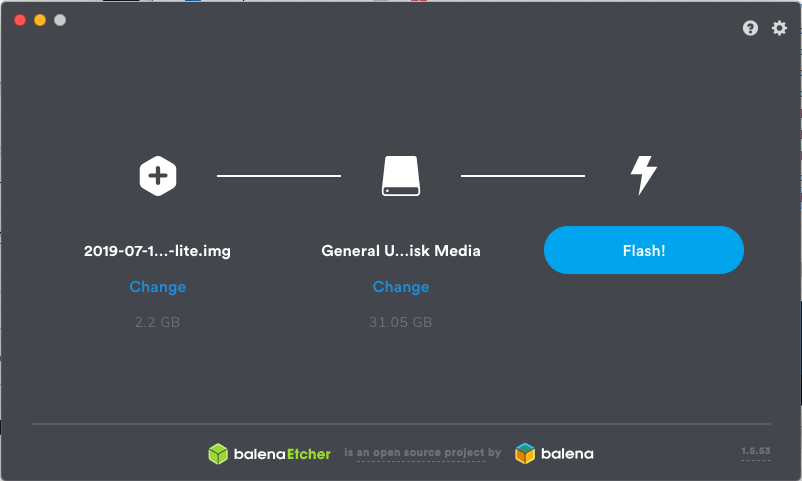 2019-07-1...-lite.img
General U...isk Media
Flash!
Change
Change
2.2 GB
31.05 GB
balenaEtcher
is an open source project by
balena
1.5.53